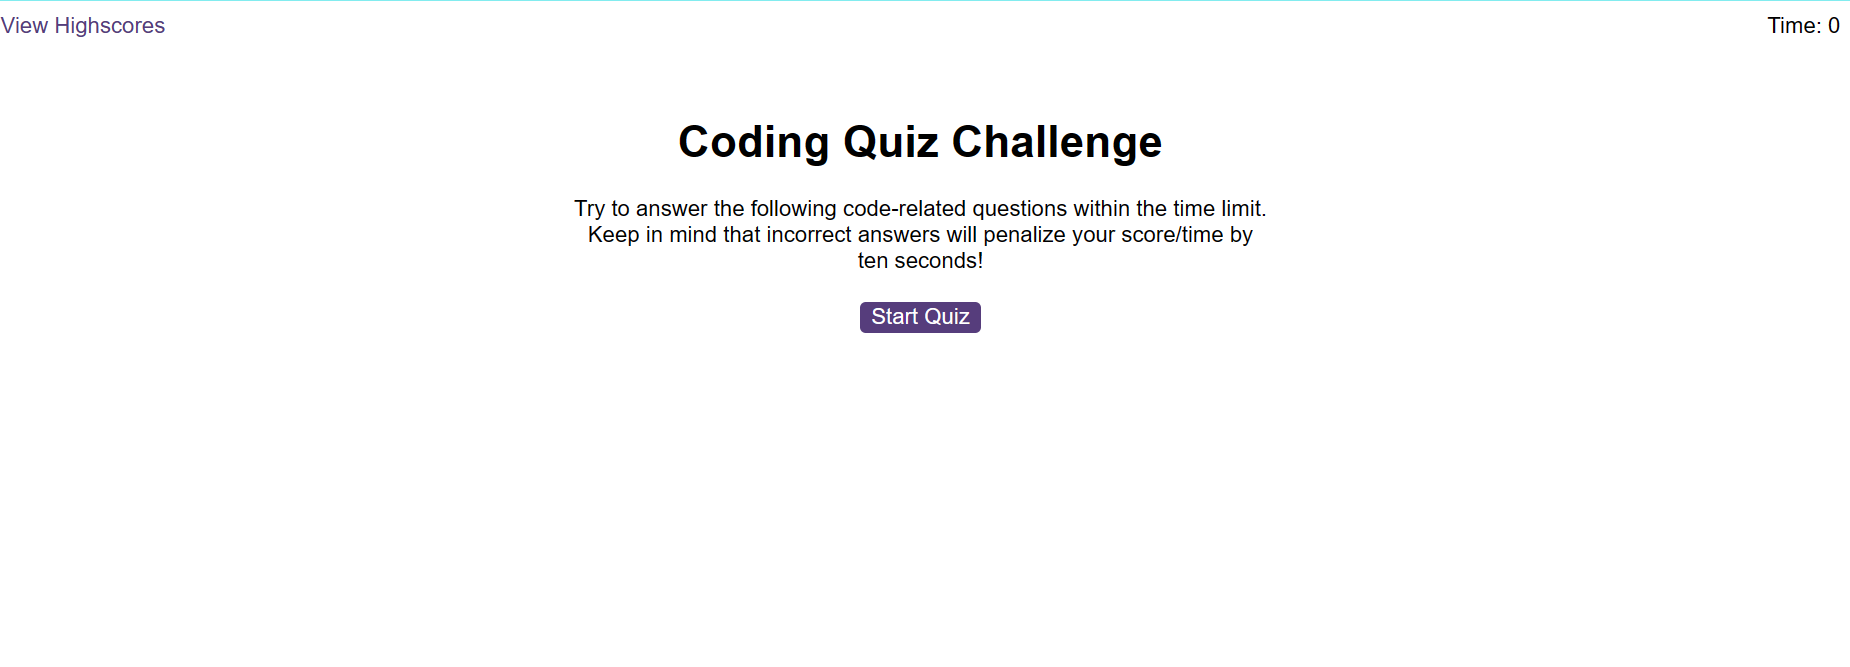 View Highscores
Time: 0
Coding Quiz Challenge
Try to answer the following code-related questions within the time limit.
Keep in mind that incorrect answers will penalize your score/time by
ten seconds!
Start Quiz